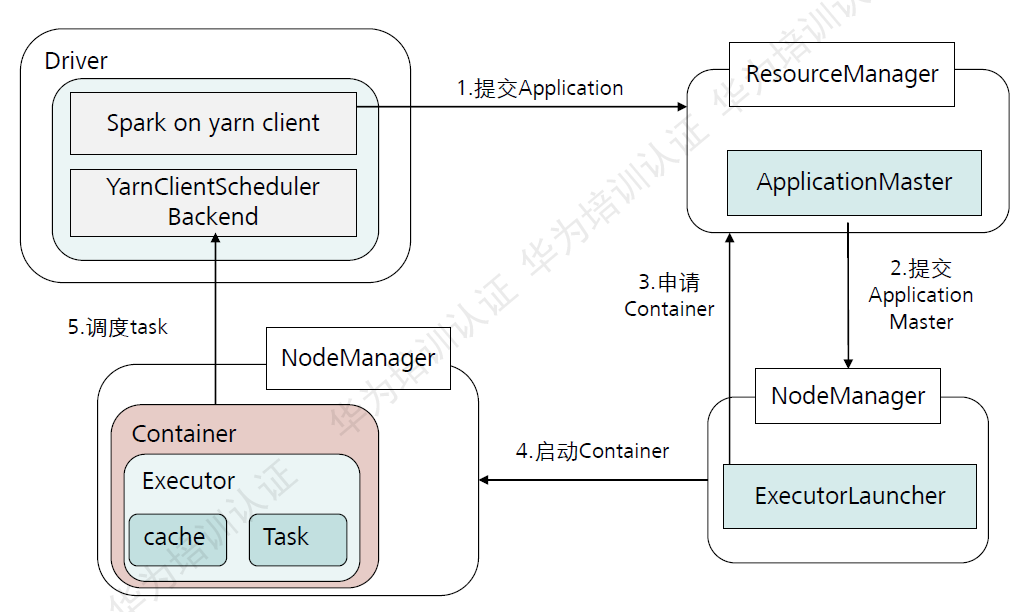 Driver
Spark on yarn client
YarnClientScheduler
Backend
1.提交Application
ResourceManager
ApplicationMaster
2.提交
Application
Master
3.申请
Container
NodeManager
ExecutorLauncher
4.启动Container
5.调度task
NodeManager
Container
Executor
cache
Task
华为培训认证
华为培训认证
华为培训认证
华为培训认证